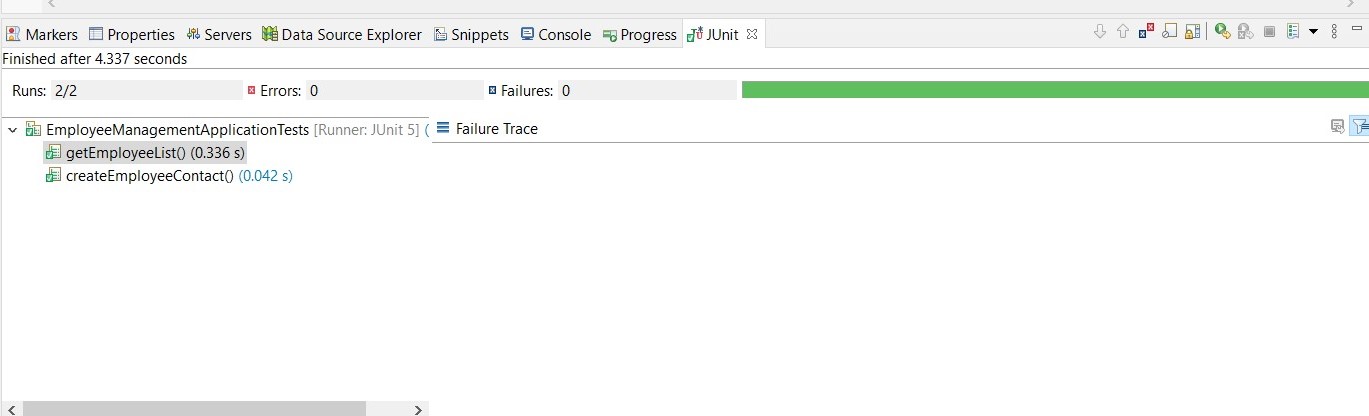 Markers Properties Servers Data Source Explorer Snippets Console Progress JUnit
Finished after 4.337 seconds
Runs: 2/2 Errors: 0 Failures: 0
EmployeeManagementApplicationTests [Runner: JUnit 5] ( Failure Trace
getEmployeeList() (0.336 s)
createEmployeeContact() (0.042 s)